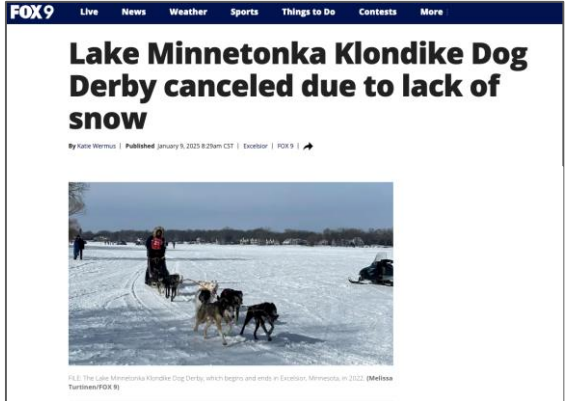 FOX 9 Live News Weather Sports Things to Do Contests More
Lake Minnetonka Klondike Dog
Derby canceled due to lack of
snow
By Katie Wermus | Published January 9, 2025 8:29am CST | Excelsior | FOX 9 |
FILE: The Lake Minnetonka Klondike Dog Derby, which begins and ends in Excelsior, Minnesota, in 2022. (Melissa
Turtinen/FOX 9)